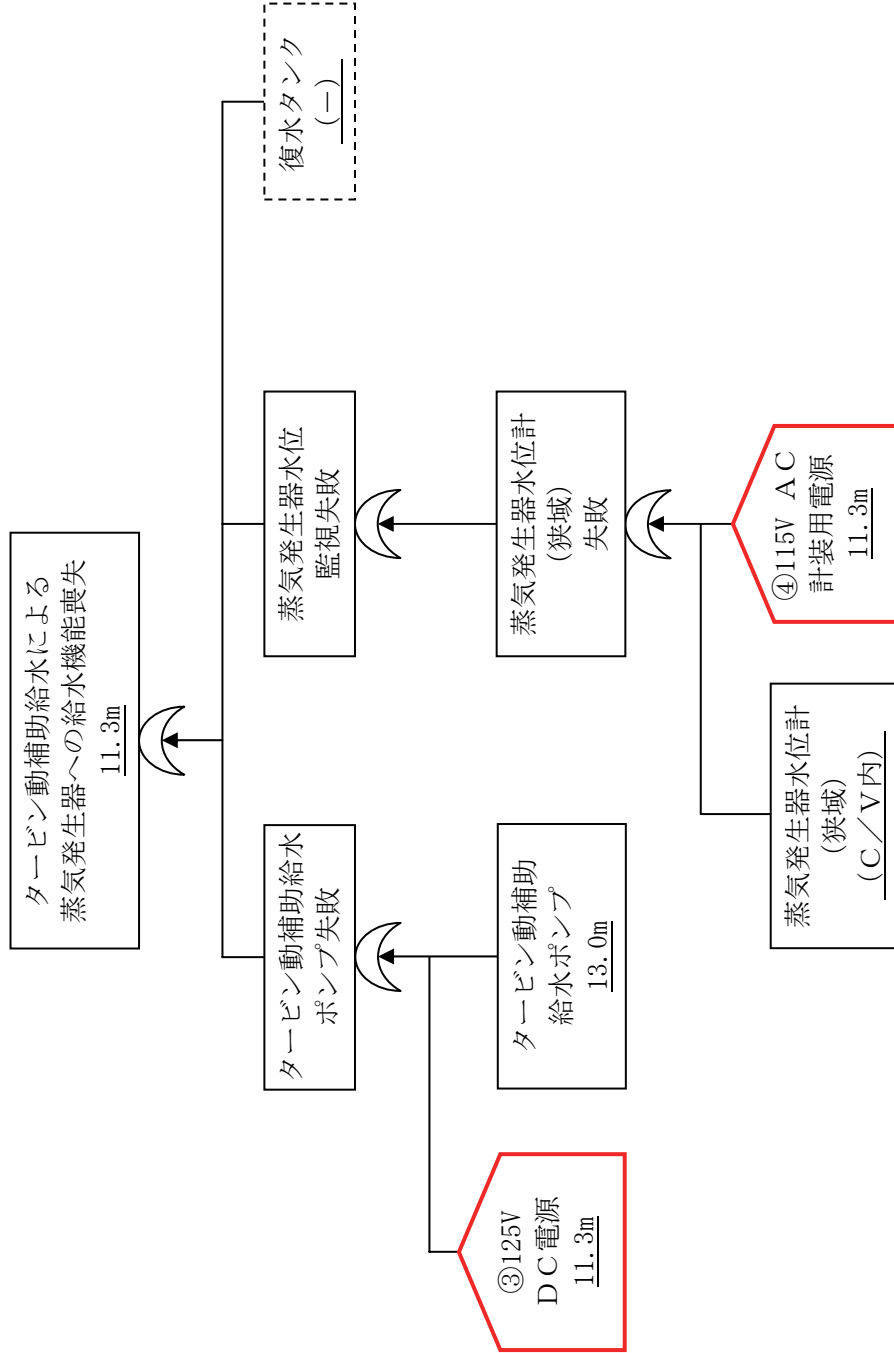 タービン動補助給水による
蒸気発生器への給水機能喪失
11.3m
タービン動補助給水
ポンプ失敗
蒸気発生器水位
監視失敗
復水タンク
(－)
③125V
ＤＣ電源
11.3m
タービン動補助
給水ポンプ
13.0m
蒸気発生器水位計
(狭域)
失敗
蒸気発生器水位計
(狭域)
(Ｃ／Ｖ内)
④115V ＡＣ
計装用電源
11.3m